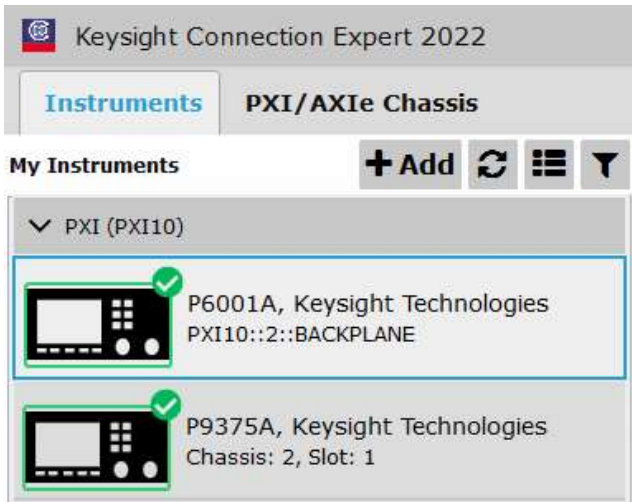 Keysight Connection Expert 2022
Instruments PXI/AXIe Chassis
My Instruments Add
PXI (PXI10)
P6001A, Keysight Technologies
PXI10::2::BACKPLANE
P9375A, Keysight Technologies
Chassis: 2, Slot: 1